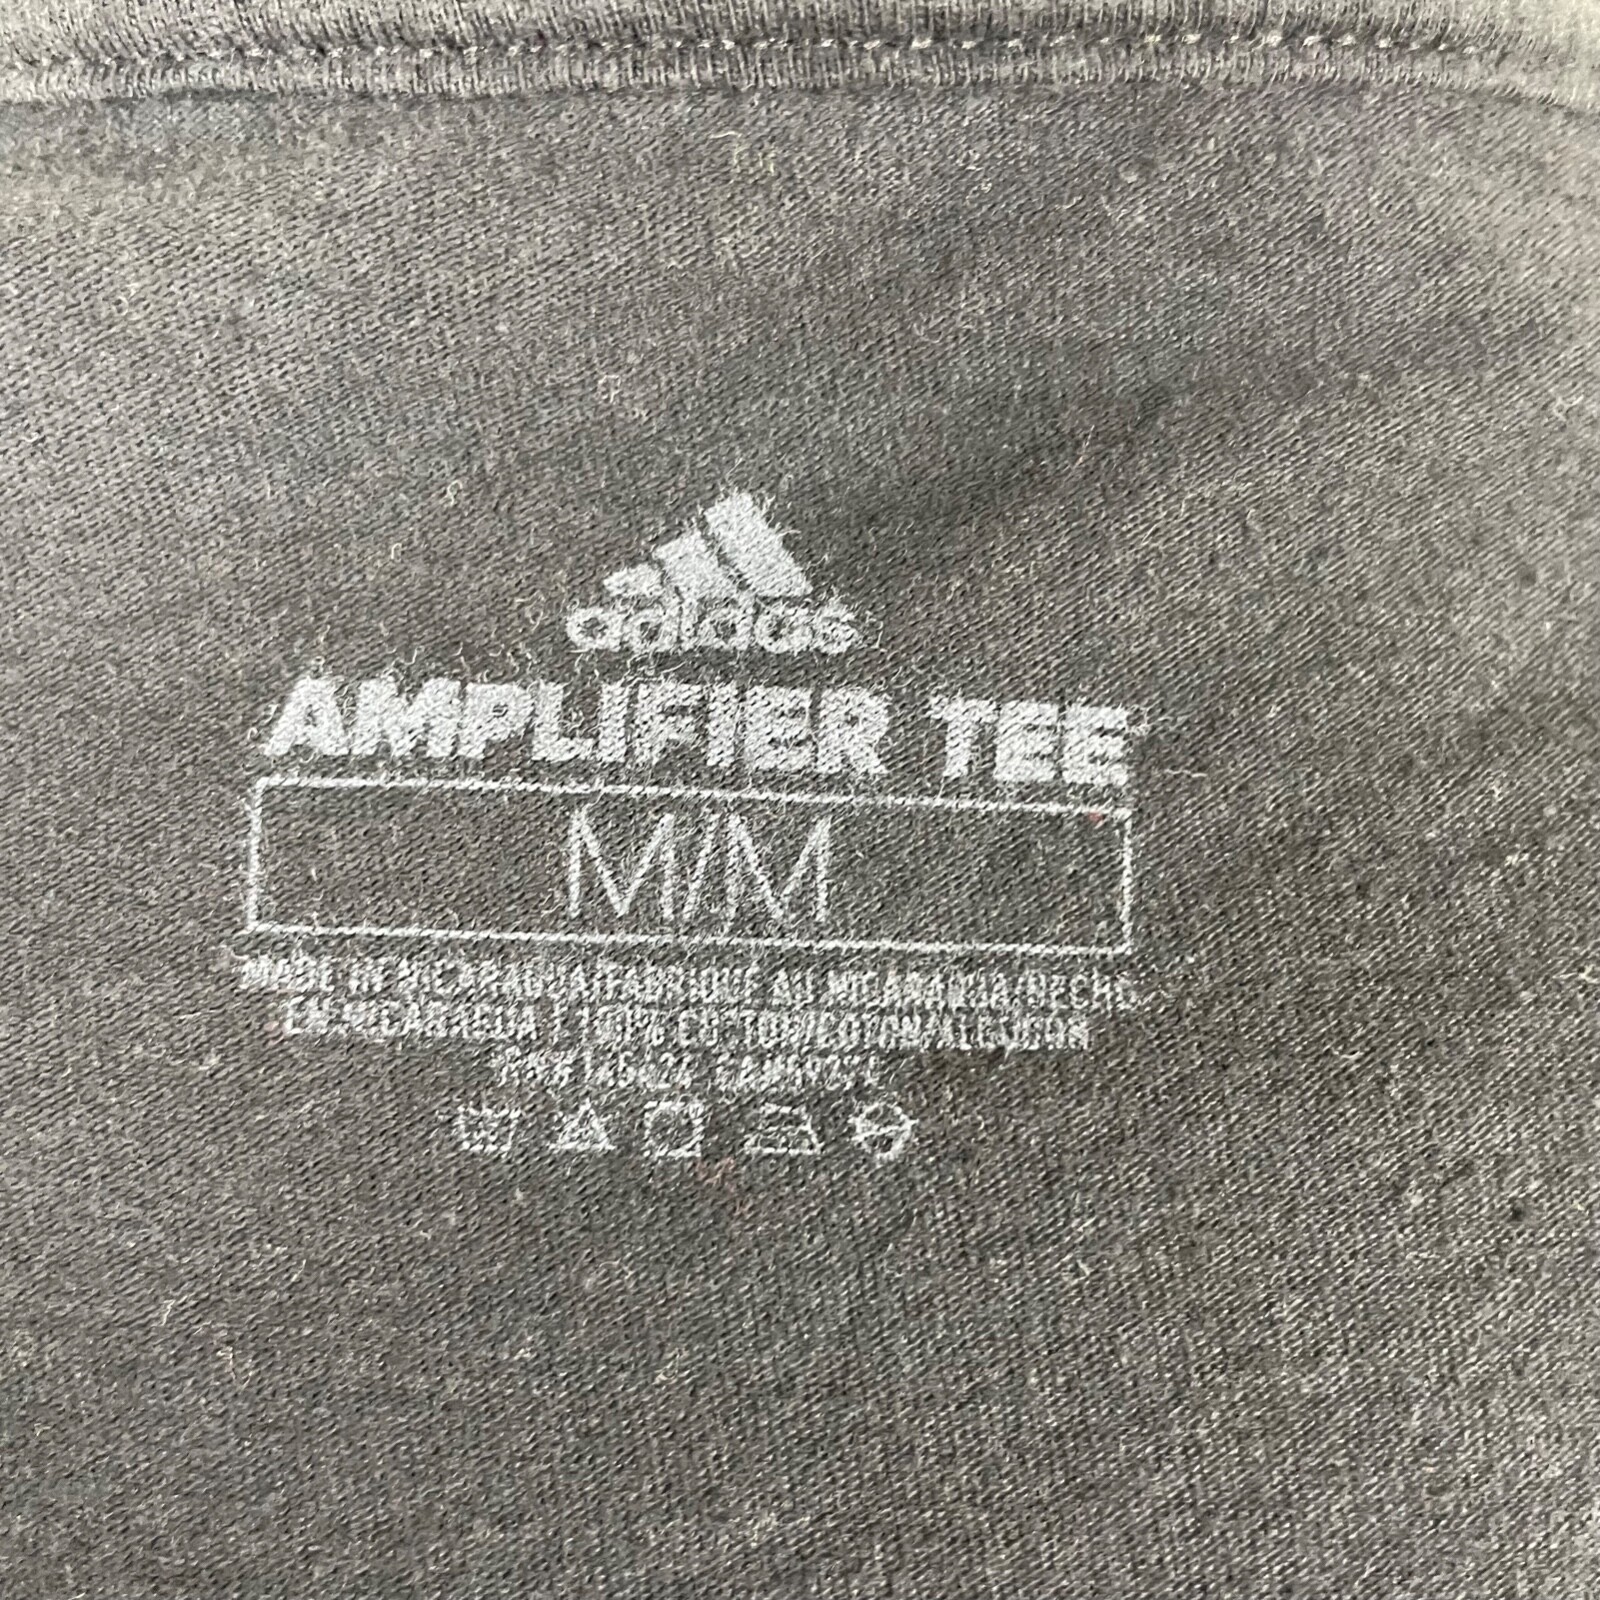 adidas
AMPLIFIER TEE
M/M
MADE IN NICARAGUA/FABRIQUÉ AU NICARAGUA/HECHO
EN NICARAGUA | 100% COTTON/COTON/ALGODON